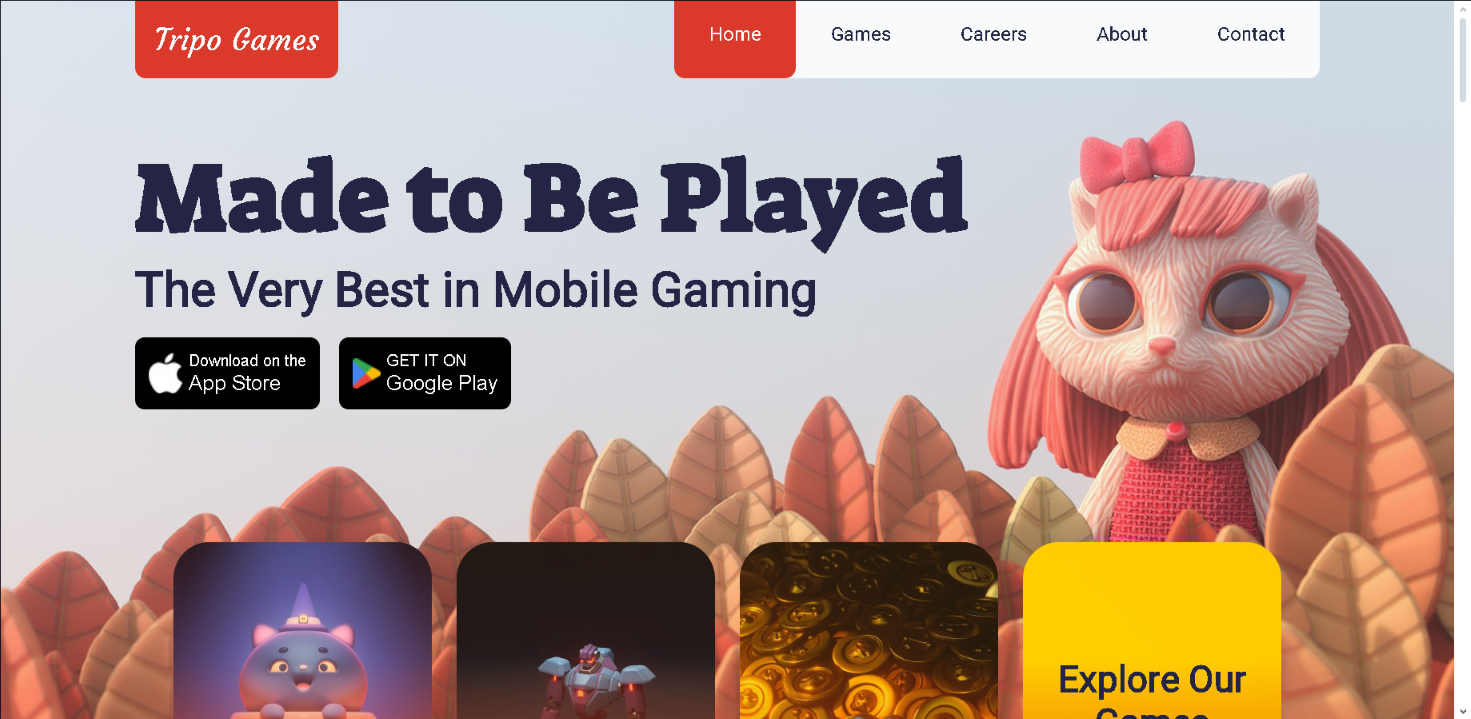 Tripo Games
Home Games Careers About Contact
Made to Be Played
The Very Best in Mobile Gaming
Download on the
App Store
GET IT ON
Google Play
Explore Our
Games